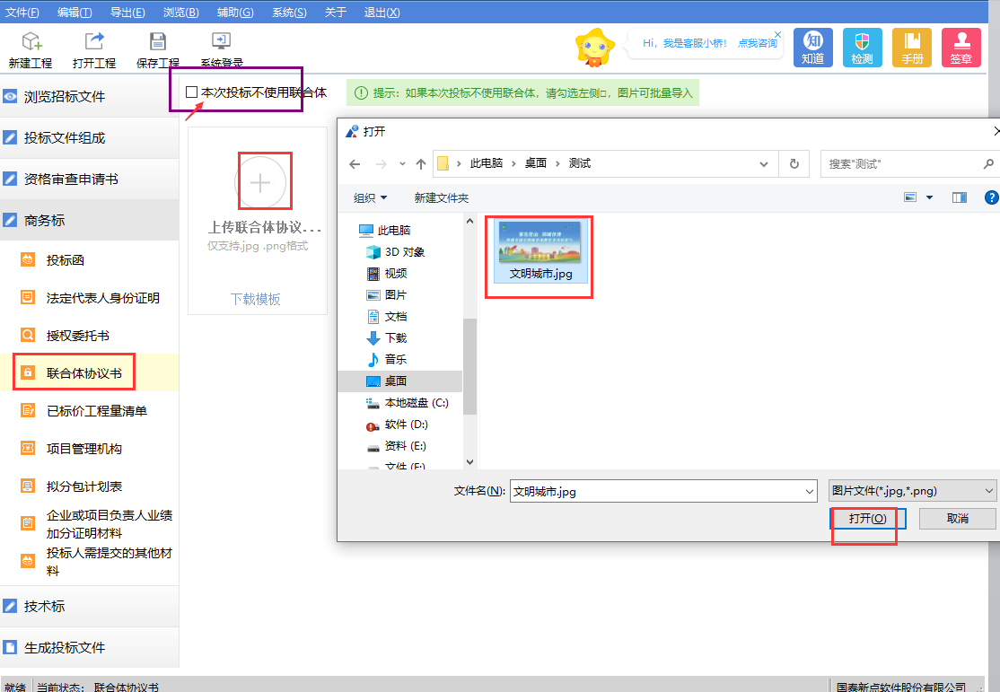 文件(F) 编辑(T) 导出(E) 浏览(B) 辅助(G) 系统(S) 关于 退出(X)
新建工程 打开工程 保存工程 系统登录
Hi，我是客服小桥！ 点我咨询
知 知道 检测 手册 签章
浏览招标文件
投标文件组成
资格审查申请书
商务标
投标函
法定代表人身份证明
授权委托书
联合体协议书
已标价工程量清单
项目管理机构
拟分包计划表
企业或项目负责人业绩
加分证明材料
投标人需提交的其他材
料
技术标
生成投标文件
本次投标不使用联合体
提示：如果本次投标不使用联合体，请勾选左侧□，图片可批量导入
上传联合体协议...
仅支持.jpg .png格式
下载模板
打开
此电脑 › 桌面 › 测试
搜索"测试"
组织 新建文件夹
此电脑
3D 对象
视频
图片
文档
下载
音乐
桌面
本地磁盘 (C:)
软件 (D:)
资料 (E:)
文件 (F:)
文明城市.jpg
文件名(N): 文明城市.jpg
图片文件(*.jpg,*.png)
打开(O) 取消
就绪 当前状态： 联合体协议书
国泰新点软件股份有限公司